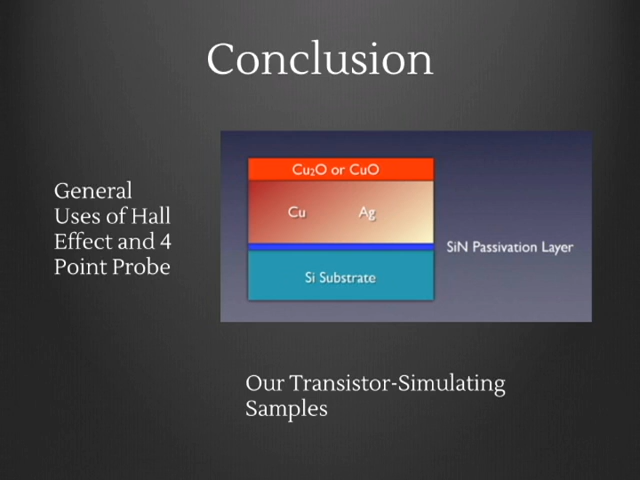 Conclusion
General
Uses of Hall
Effect and 4
Point Probe
Cu₂O or CuO
Cu Ag
SiN Passivation Layer
Si Substrate
Our Transistor-Simulating
Samples